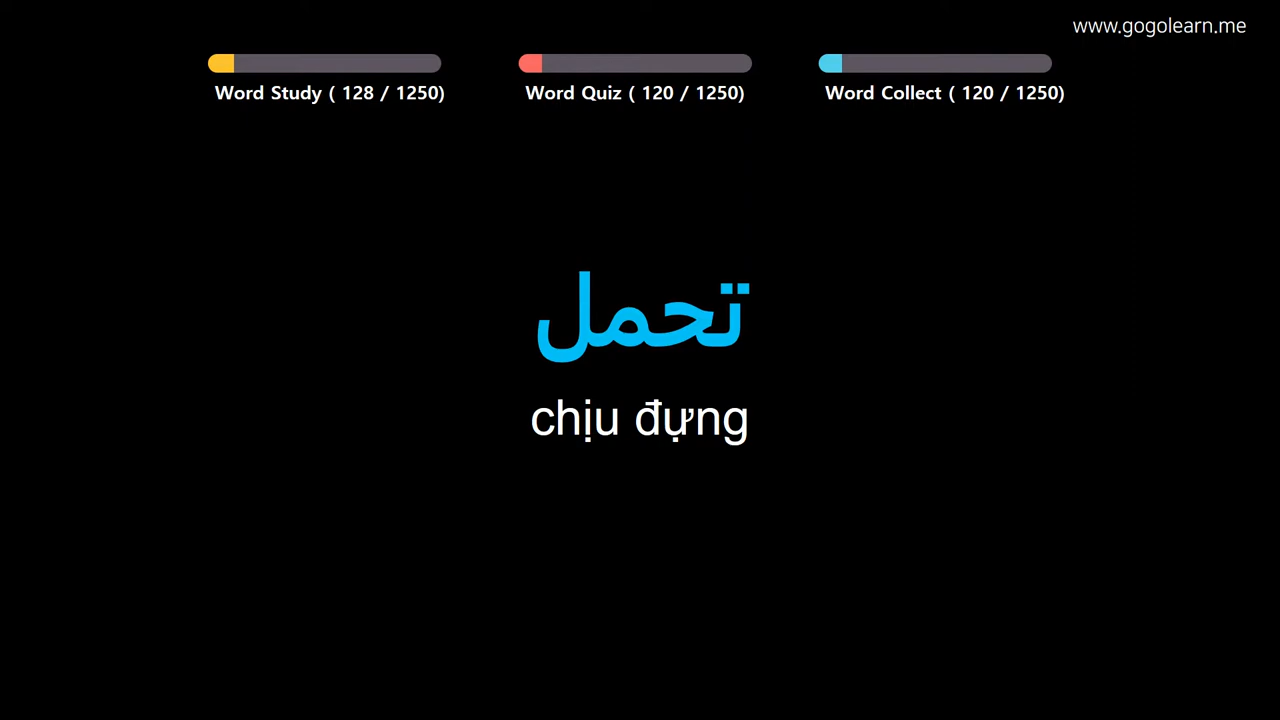 www.gogolearn.me
Word Study ( 128 / 1250)
Word Quiz ( 120 / 1250)
Word Collect ( 120 / 1250)
تحمل
chịu đựng